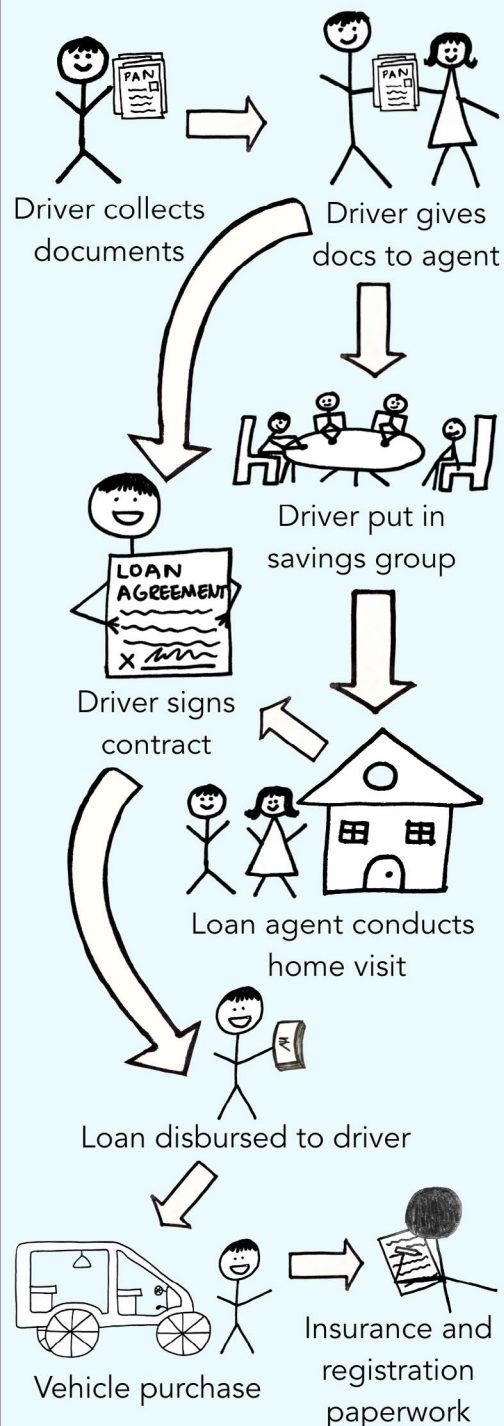 PAN
PAN
Driver collects
documents
Driver gives
docs to agent
Driver put in
savings group
LOAN
AGREEMENT
X
Driver signs
contract
Loan agent conducts
home visit
Loan disbursed to driver
Vehicle purchase
Insurance and
registration
paperwork